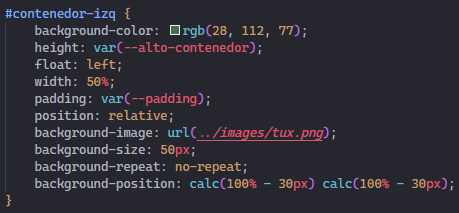 #contenedor-izq {
    background-color: rgb(28, 112, 77);
    height: var(--alto-contenedor);
    float: left;
    width: 50%;
    padding: var(--padding);
    position: relative;
    background-image: url(../images/tux.png);
    background-size: 50px;
    background-repeat: no-repeat;
    background-position: calc(100% - 30px) calc(100% - 30px);
}